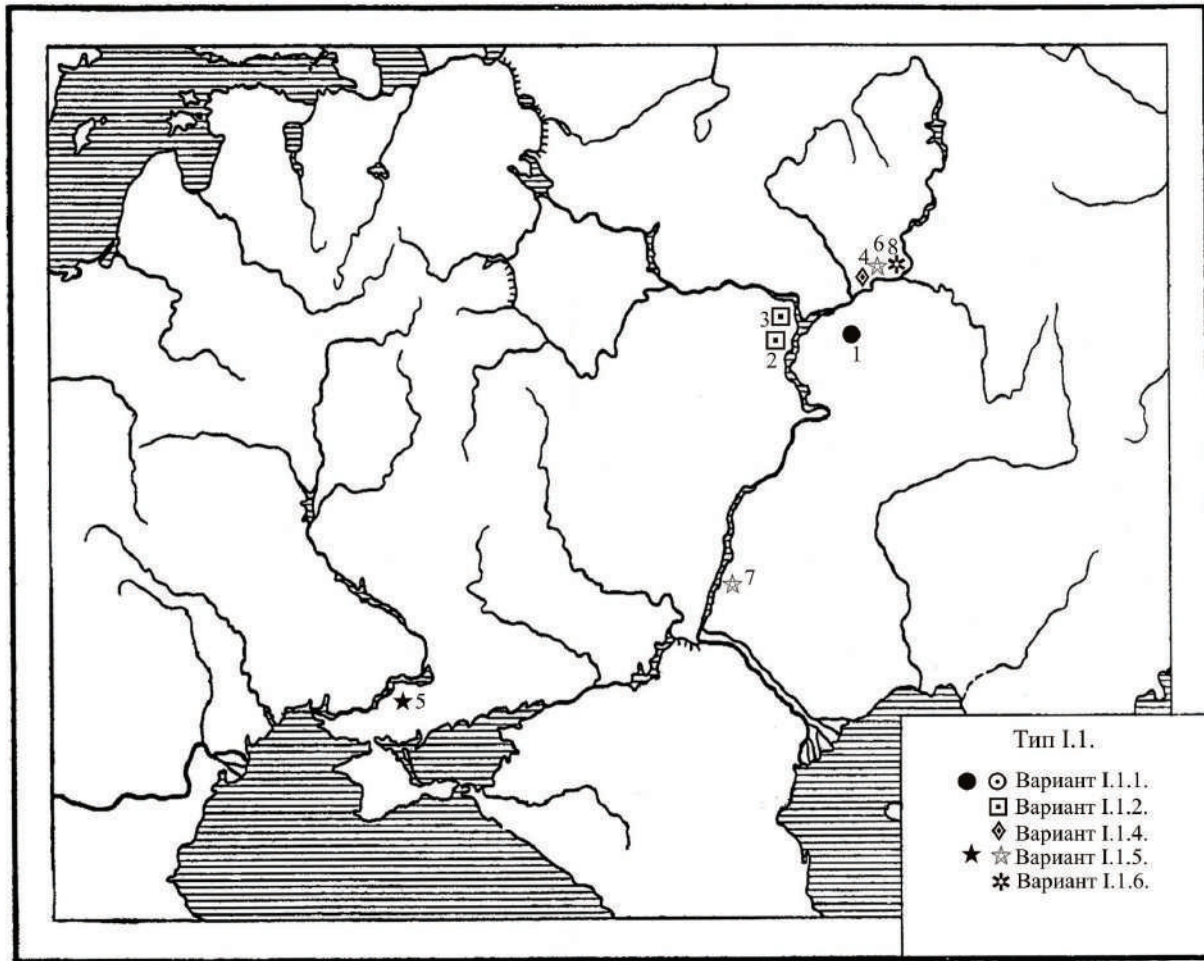 6 8
4
3
2
1
7
5
Тип I.1.
Вариант I.1.1.
Вариант I.1.2.
Вариант I.1.4.
Вариант I.1.5.
Вариант I.1.6.